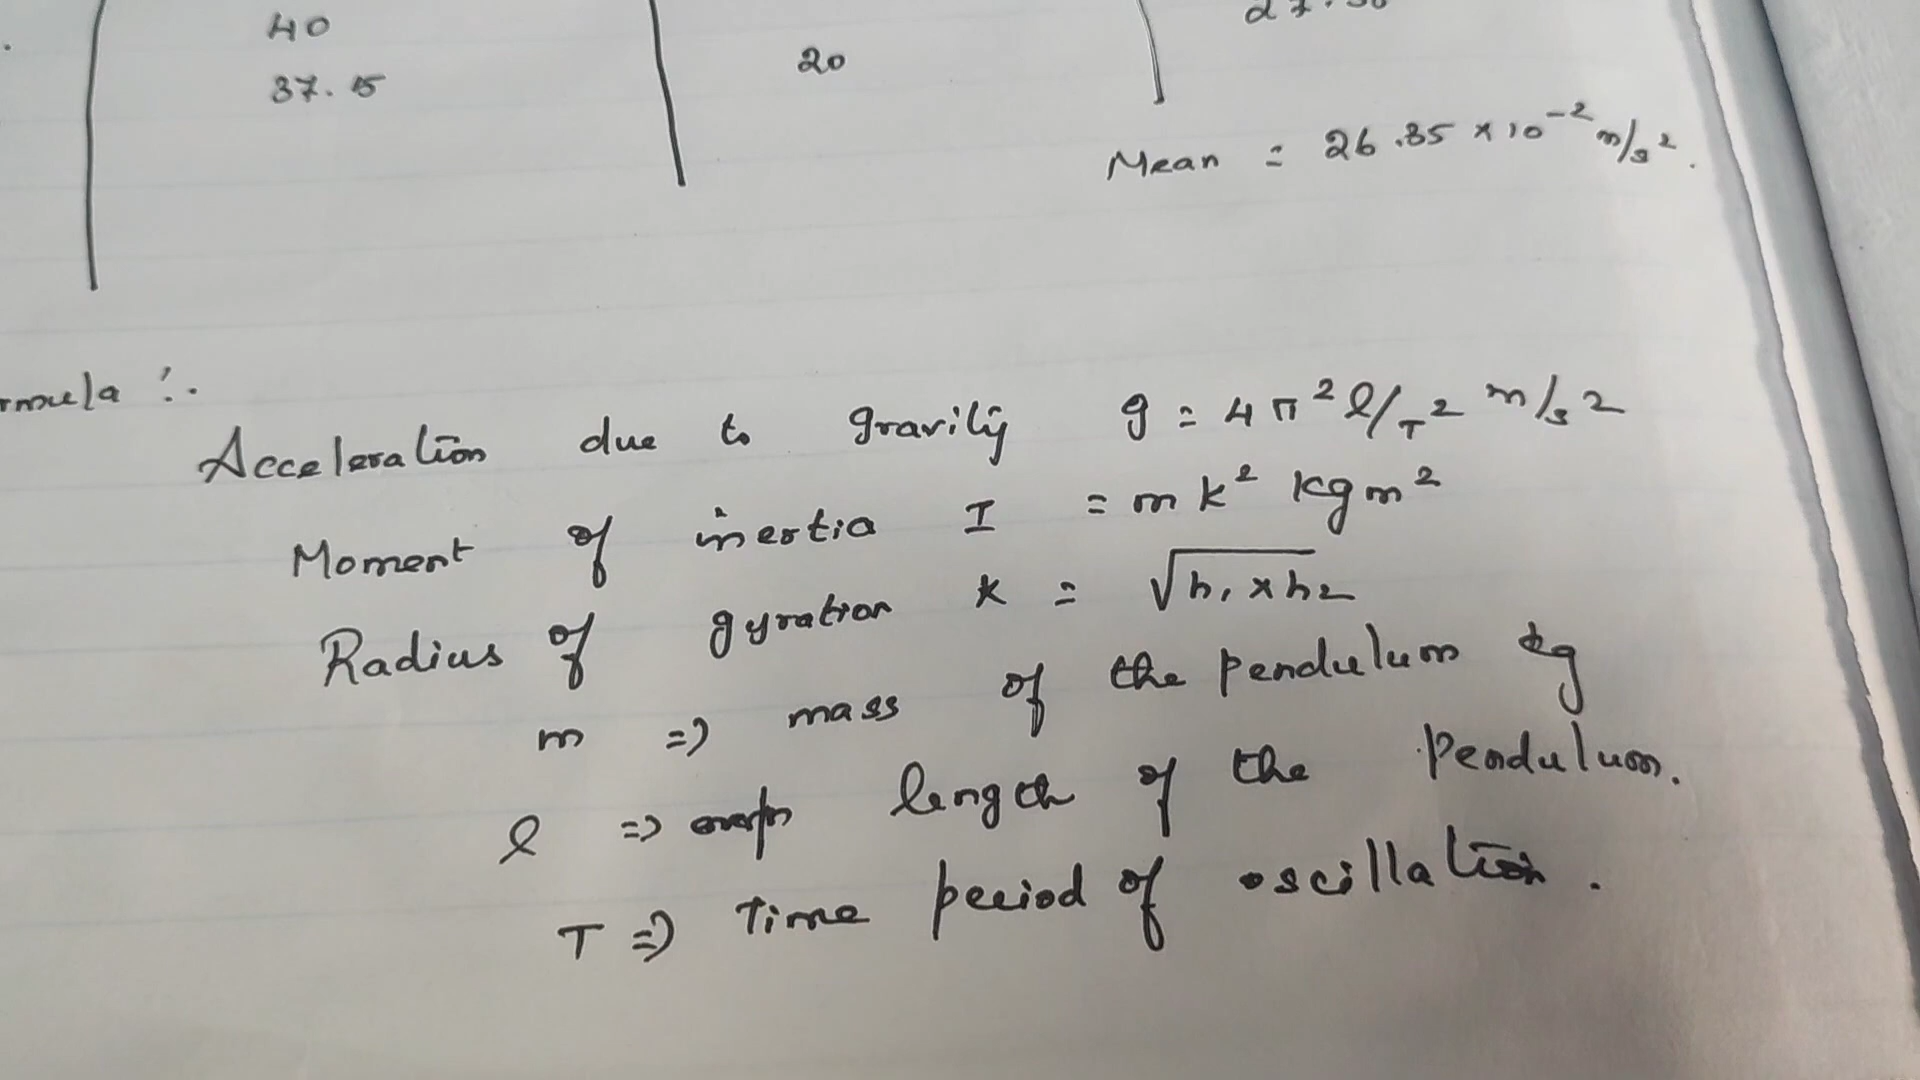 40
37.15
20
Mean = 26.35 × 10⁻² m/s².
Formula :.
Acceleration due to gravity g = 4π²l/T² m/s²
Moment of inertia I = mk² kgm²
Radius of gyration k = √h₁ × h₂
m => mass of the pendulum kg
l => length of the pendulum.
T => Time period of oscillation.